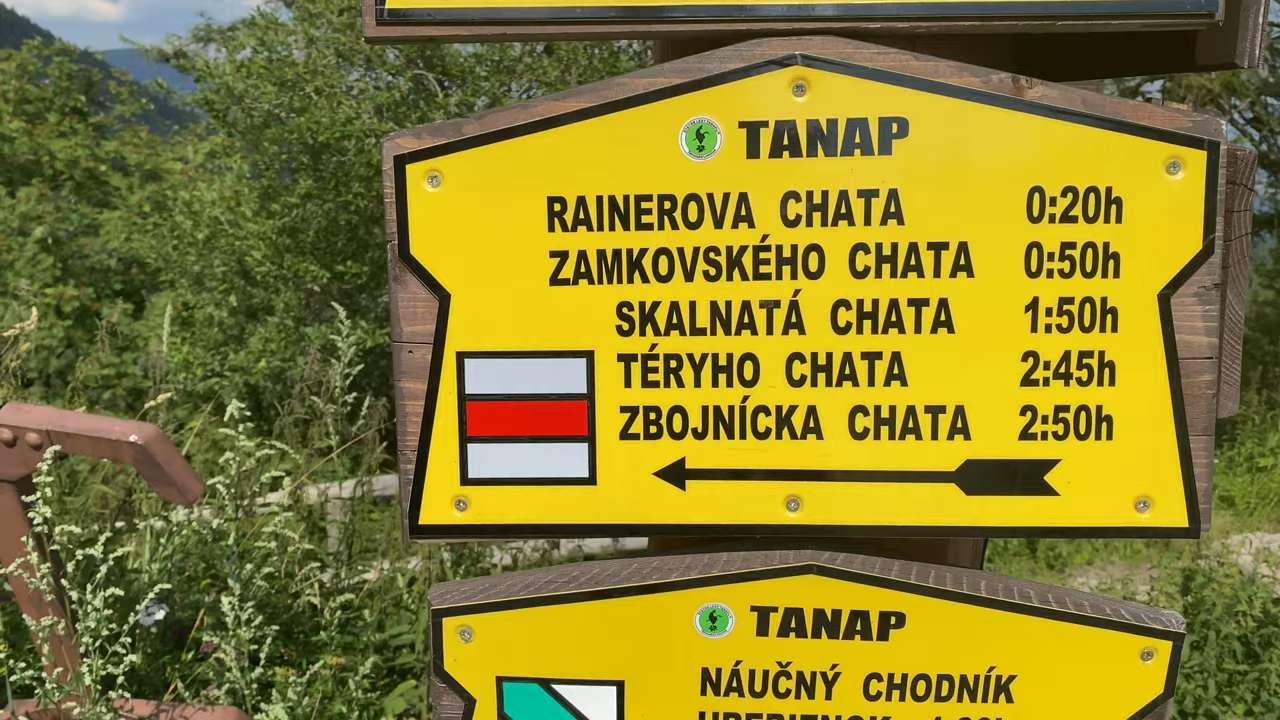 TANAP
RAINEROVA CHATA 0:20h
ZAMKOVSKÉHO CHATA 0:50h
SKALNATÁ CHATA 1:50h
TÉRYHO CHATA 2:45h
ZBOJNÍCKA CHATA 2:50h
TANAP
NÁUČNÝ CHODNÍK